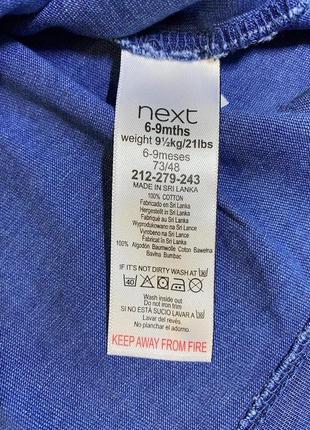 next
6-9mths
weight 9½kg/21lbs
6-9meses
73/48
212-279-243
MADE IN SRI LANKA
100% COTTON
Fabricado en Sri Lanka
Hergestellt in Sri Lanka
Fabriqué au Sri Lanka
Wyprodukowano na Sri Lance
Vyrobeno na Sri Lance
Fabricat în Sri Lanka
100% Algodón Baumwolle Coton Bawełna
Bavlna Bumbac
IF IT'S NOT DIRTY WASH AT 30
40
Wash inside out
Do not iron trim
SI NO ESTÁ SUCIO LAVAR A 30
Lavar del revés.
No planchar el adorno.
KEEP AWAY FROM FIRE